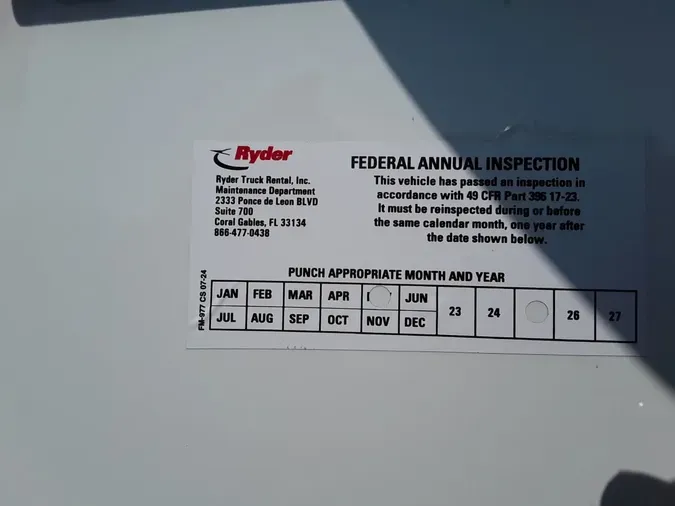 Ryder
Ryder Truck Rental, Inc.
Maintenance Department
2333 Ponce de Leon BLVD
Suite 700
Coral Gables, FL 33134
866-477-0438
FEDERAL ANNUAL INSPECTION
This vehicle has passed an inspection in
accordance with 49 CFR Part 396 17-23.
It must be reinspected during or before
the same calendar month, one year after
the date shown below.
PUNCH APPROPRIATE MONTH AND YEAR
JAN FEB MAR APR JUN
JUL AUG SEP OCT NOV DEC
23 24 26 27
FM-977 CS 07-24